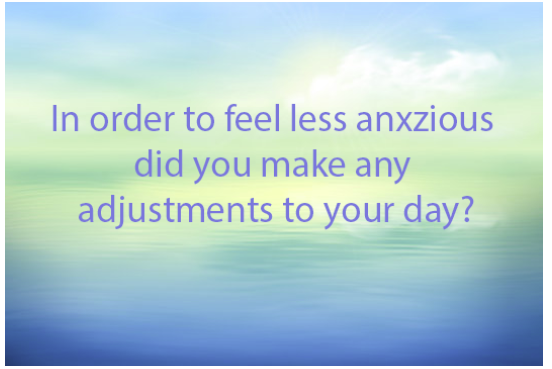 In order to feel less anxzious
did you make any
adjustments to your day?